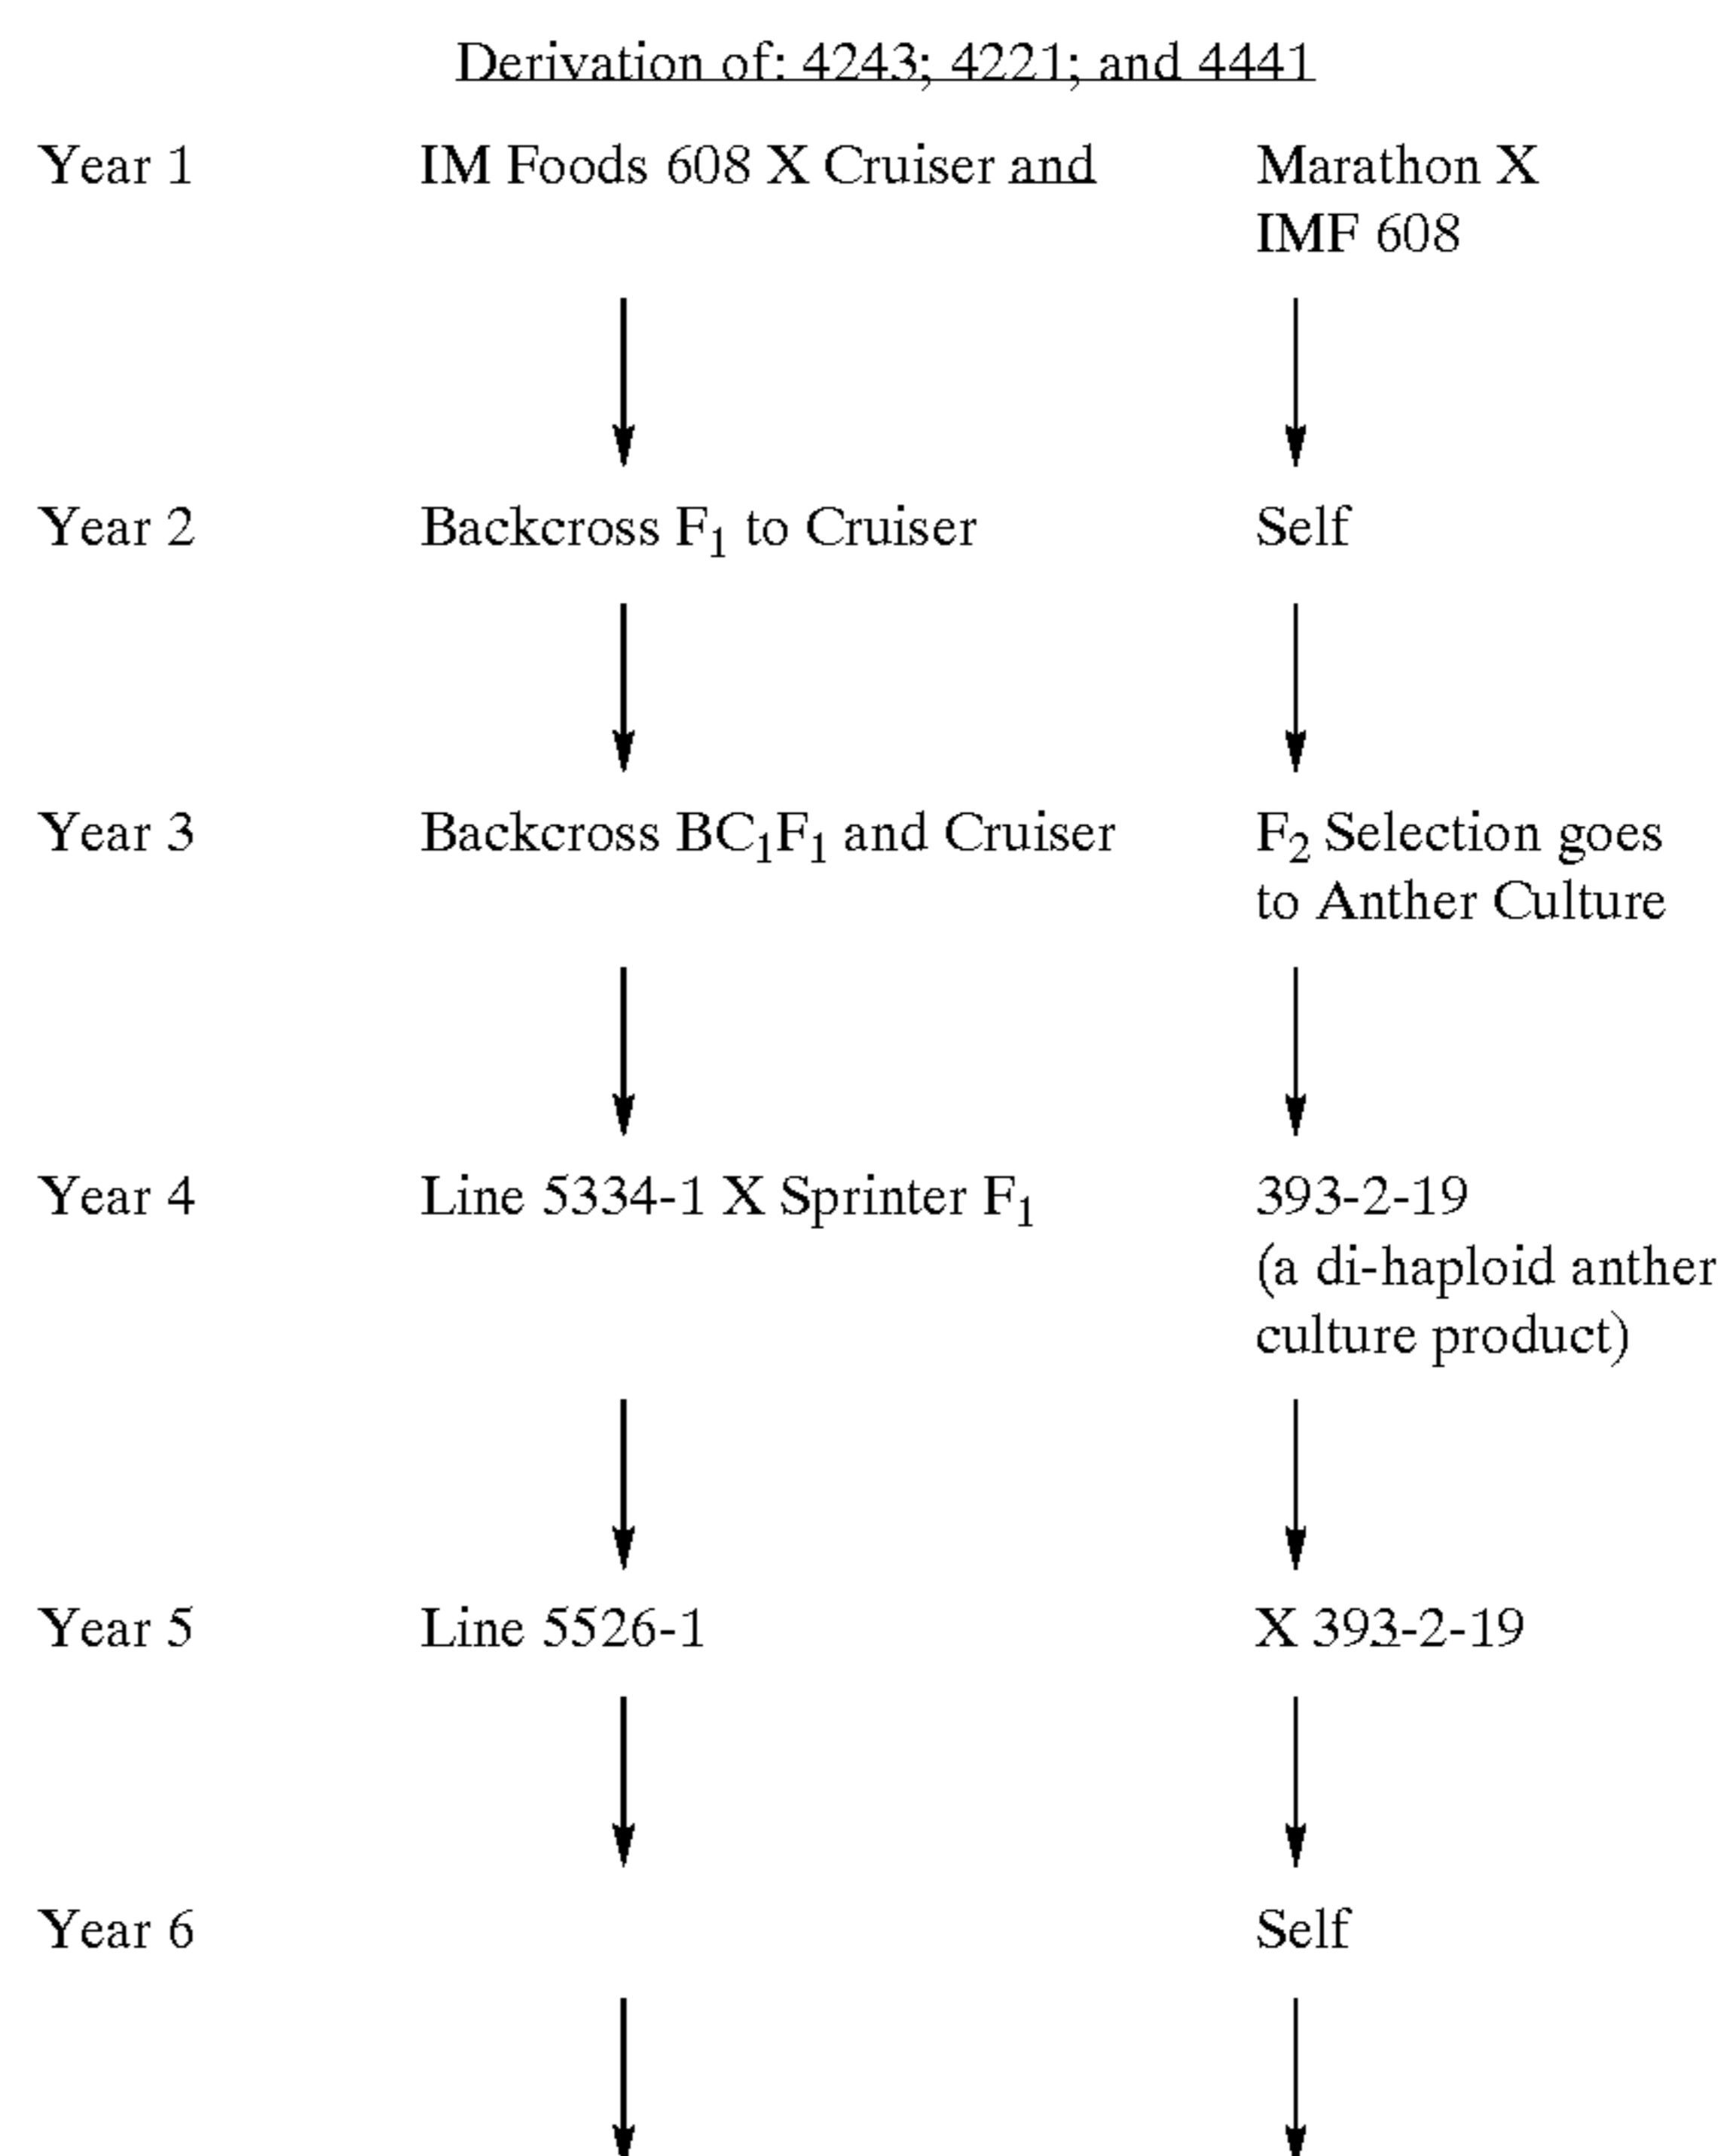 Derivation of: 4243; 4221; and 4441
Year 1 IM Foods 608 X Cruiser and Marathon X
IMF 608
Year 2 Backcross F₁ to Cruiser Self
Year 3 Backcross BC₁F₁ and Cruiser F₂ Selection goes
to Anther Culture
Year 4 Line 5334-1 X Sprinter F₁ 393-2-19
(a di-haploid anther
culture product)
Year 5 Line 5526-1 X 393-2-19
Year 6 Self